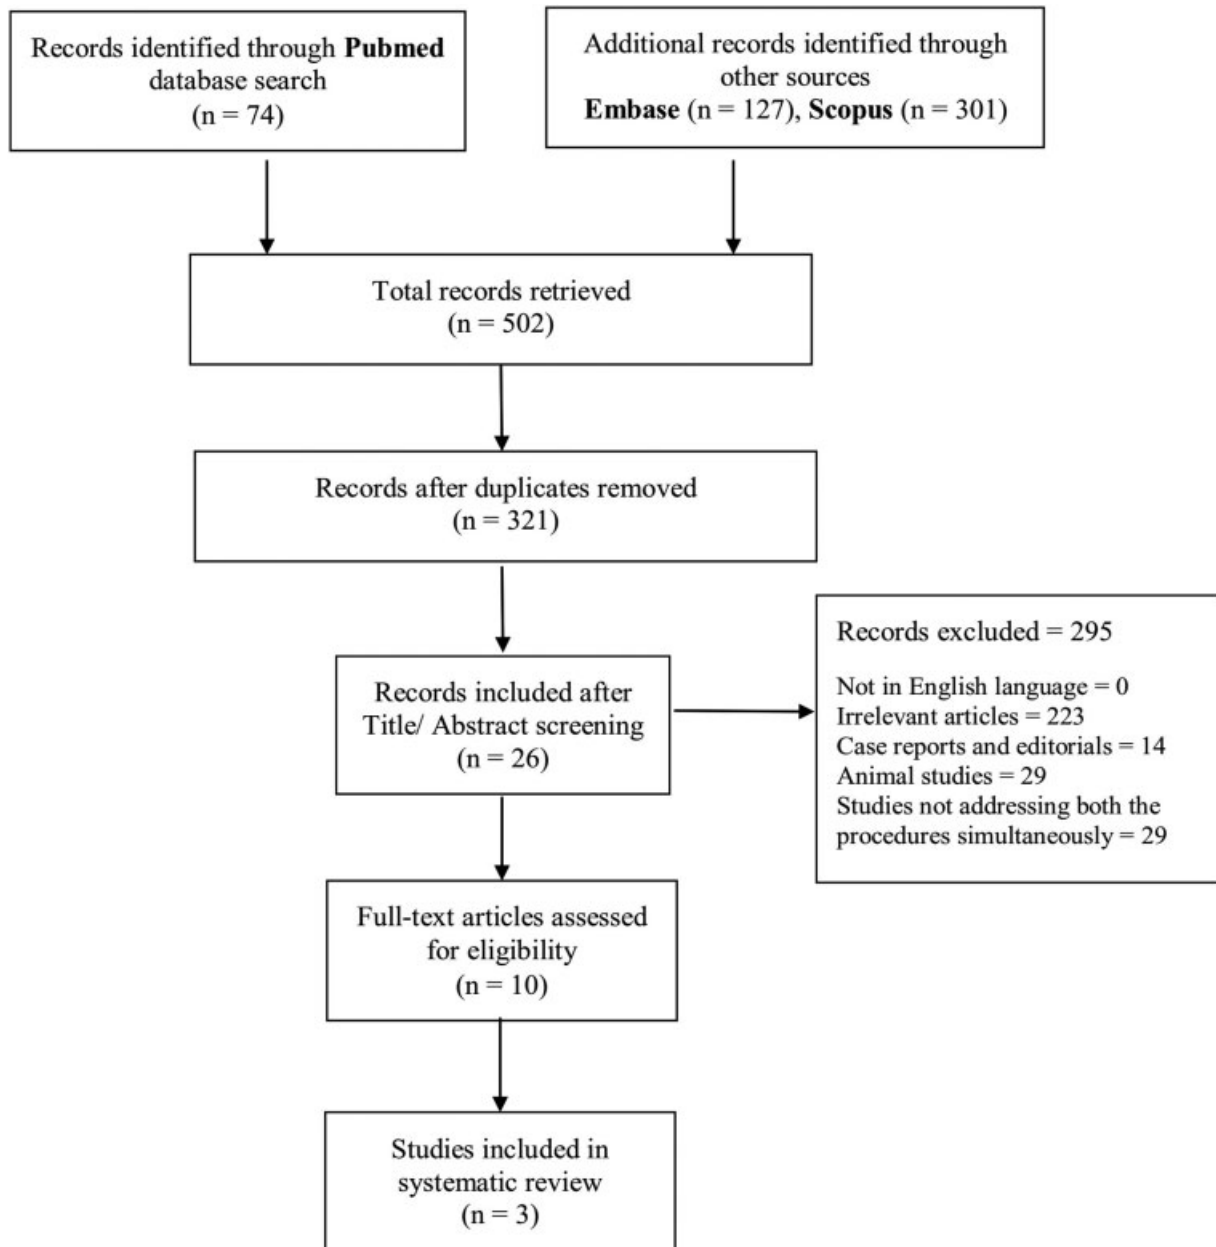 Records identified through Pubmed
database search
(n = 74)
Additional records identified through
other sources
Embase (n = 127), Scopus (n = 301)
Total records retrieved
(n = 502)
Records after duplicates removed
(n = 321)
Records included after
Title/ Abstract screening
(n = 26)
Records excluded = 295
Not in English language = 0
Irrelevant articles = 223
Case reports and editorials = 14
Animal studies = 29
Studies not addressing both the
procedures simultaneously = 29
Full-text articles assessed
for eligibility
(n = 10)
Studies included in
systematic review
(n = 3)